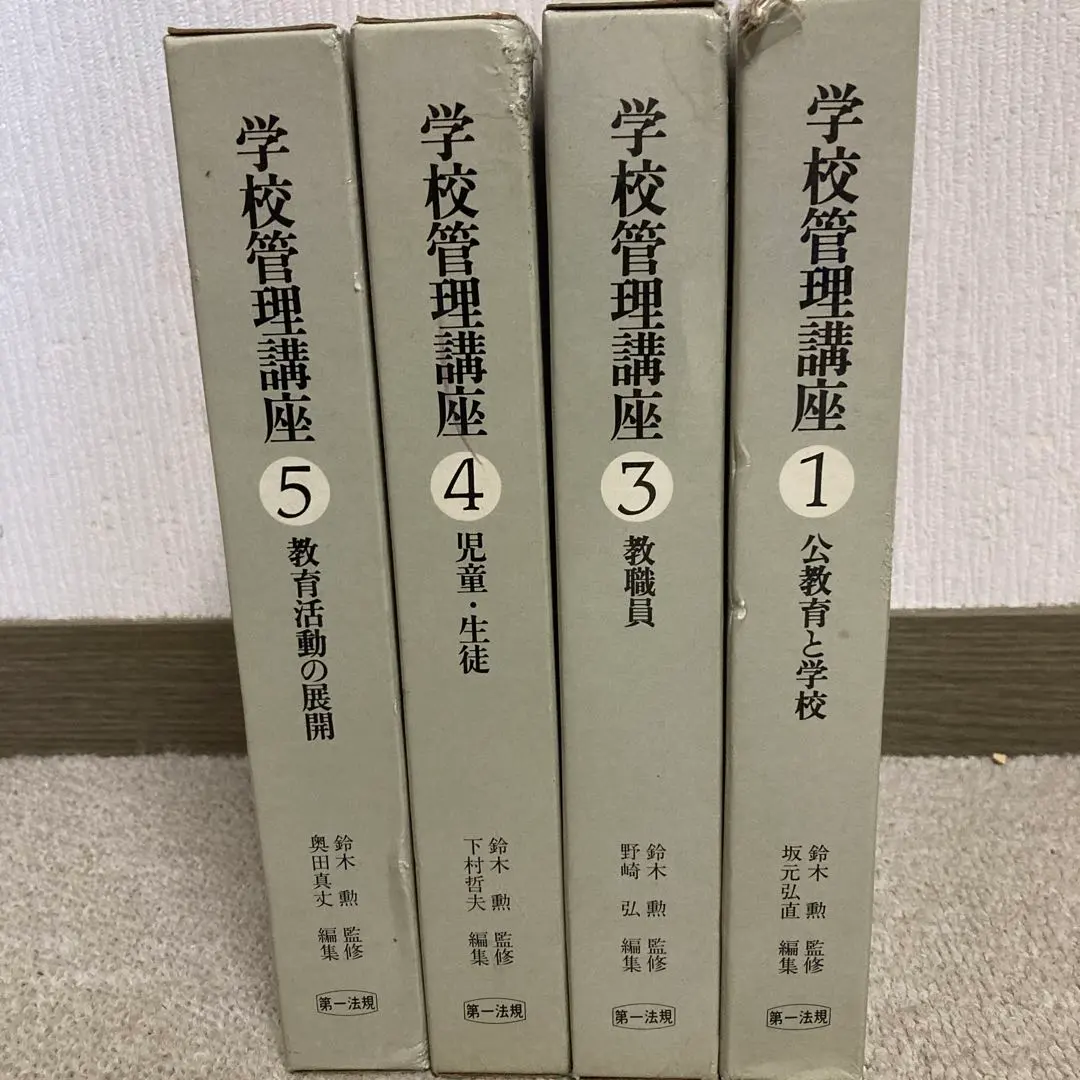 学校管理講座
5
教育活動の展開
鈴木 勲 監修
奥田真丈 編集
第一法規
学校管理講座
4
児童・生徒
鈴木 勲 監修
下村哲夫 編集
第一法規
学校管理講座
3
教職員
鈴木 勲 監修
野崎 弘 編集
第一法規
学校管理講座
1
公教育と学校
鈴木 勲 監修
坂元弘直 編集
第一法規